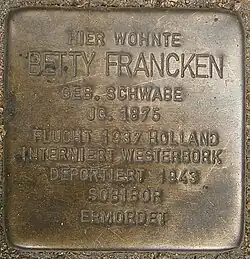 HIER WOHNTE
BETTY FRANCKEN
GEB. SCHWABE
JG. 1875
FLUCHT 1937 HOLLAND
INTERNIERT WESTERBORK
DEPORTIERT 1943
SOBIBOR
ERMORDET